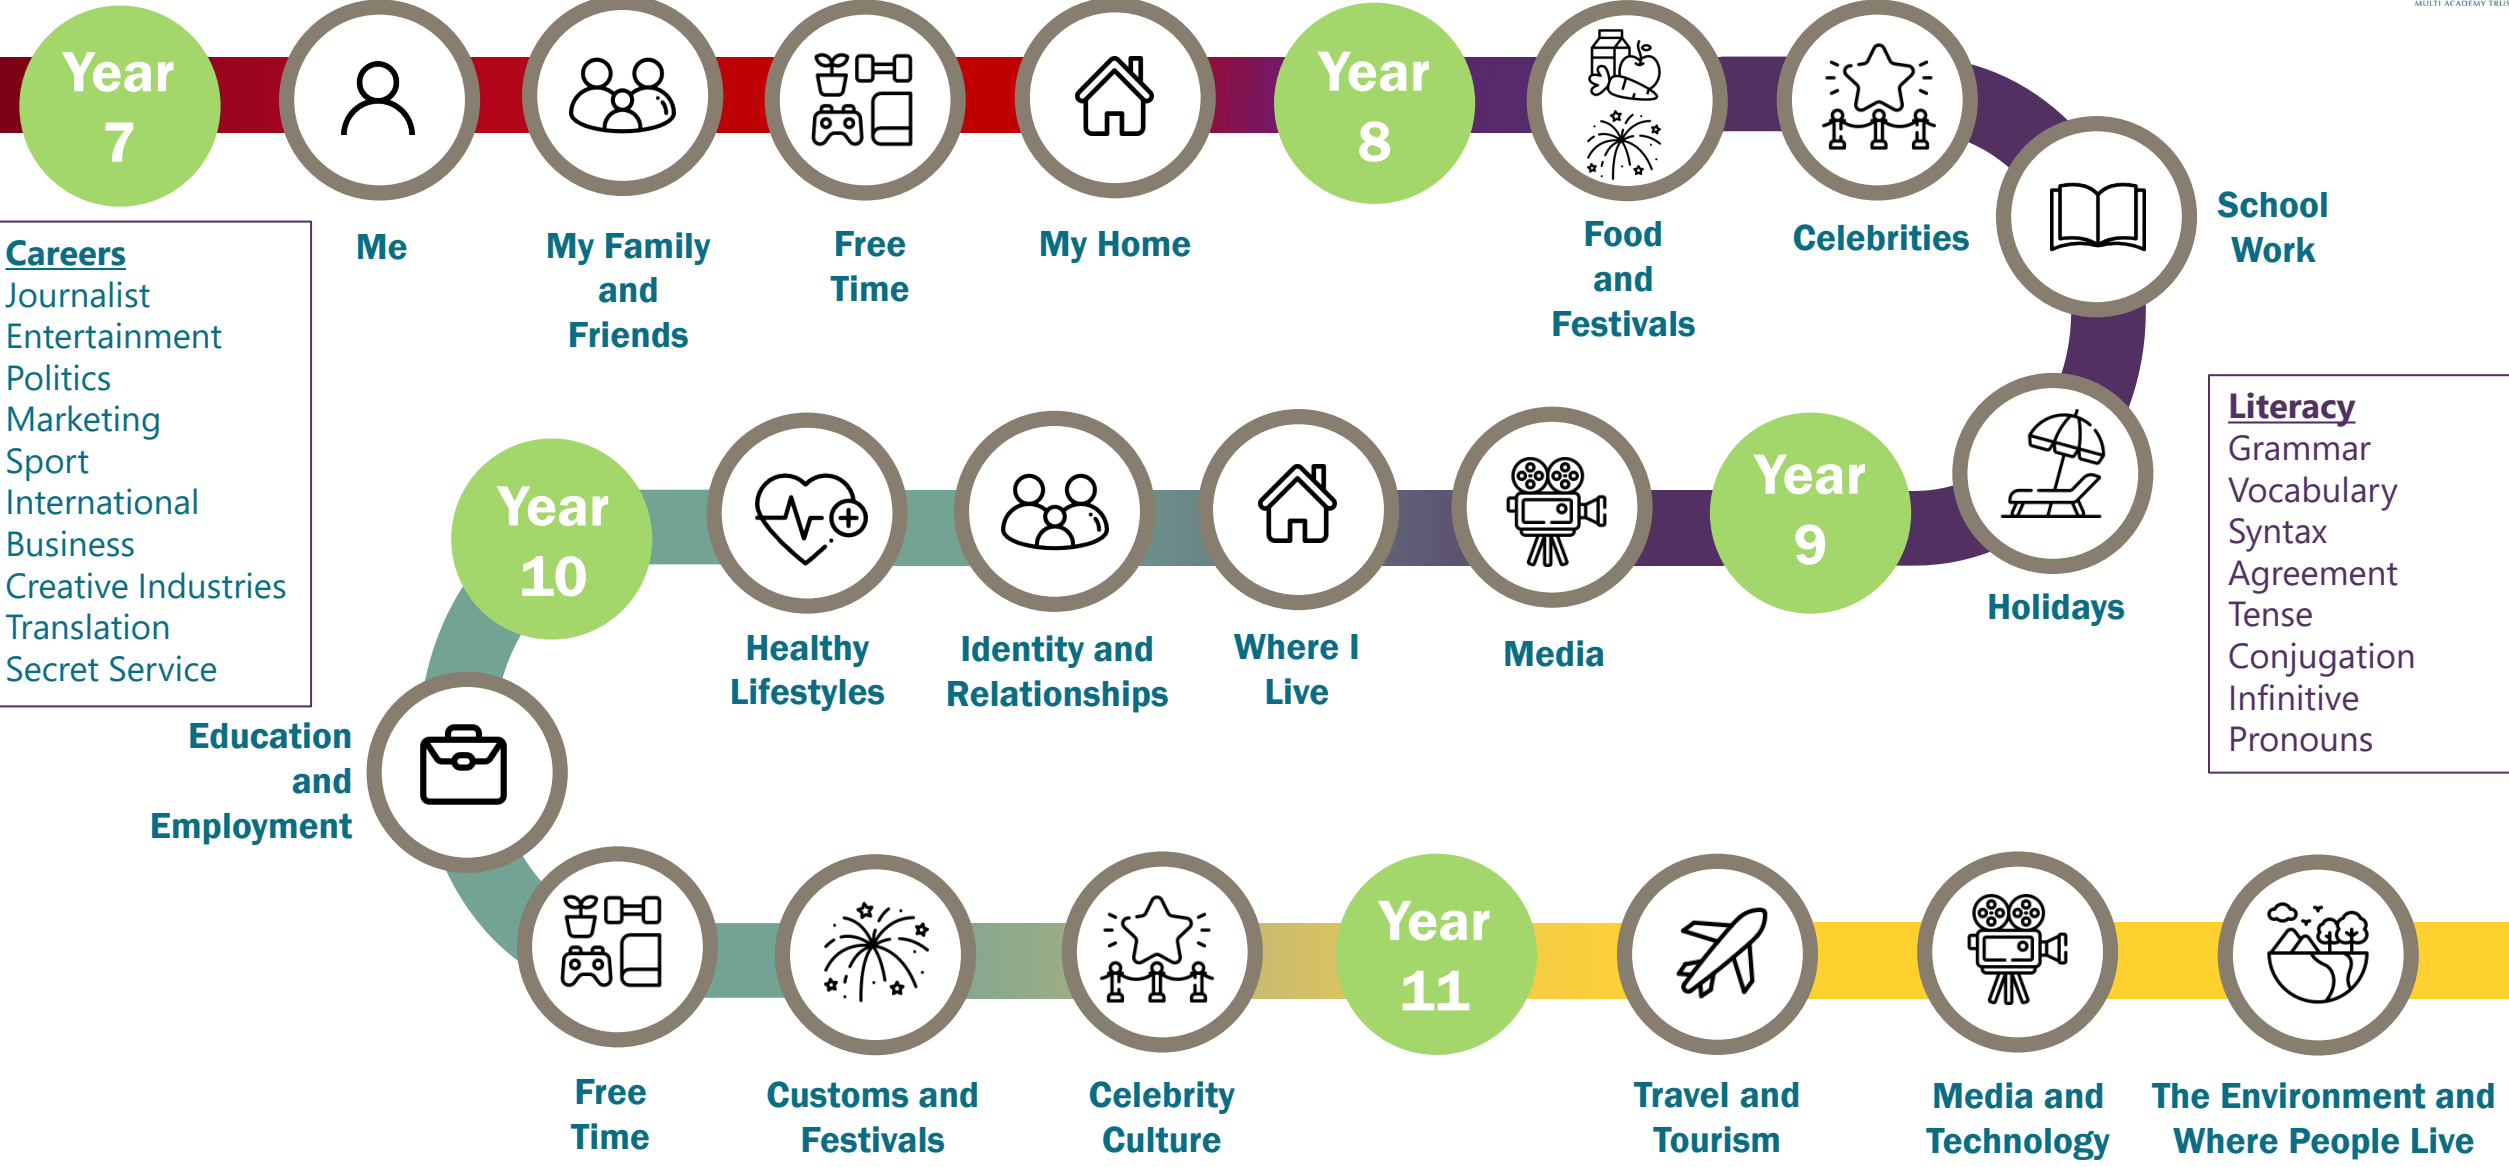 MULTI ACADEMY TRUS
Year
7
Year
8
Me
My Family
and
Friends
Free
Time
My Home
Food
and
Festivals
Celebrities
School
Work
Careers
Journalist
Entertainment
Politics
Marketing
Sport
International
Business
Creative Industries
Translation
Secret Service
Literacy
Grammar
Vocabulary
Syntax
Agreement
Tense
Conjugation
Infinitive
Pronouns
Holidays
Year
9
Media
Where I
Live
Identity and
Relationships
Healthy
Lifestyles
Year
10
Education
and
Employment
Free
Time
Customs and
Festivals
Celebrity
Culture
Year
11
Travel and
Tourism
Media and
Technology
The Environment and
Where People Live